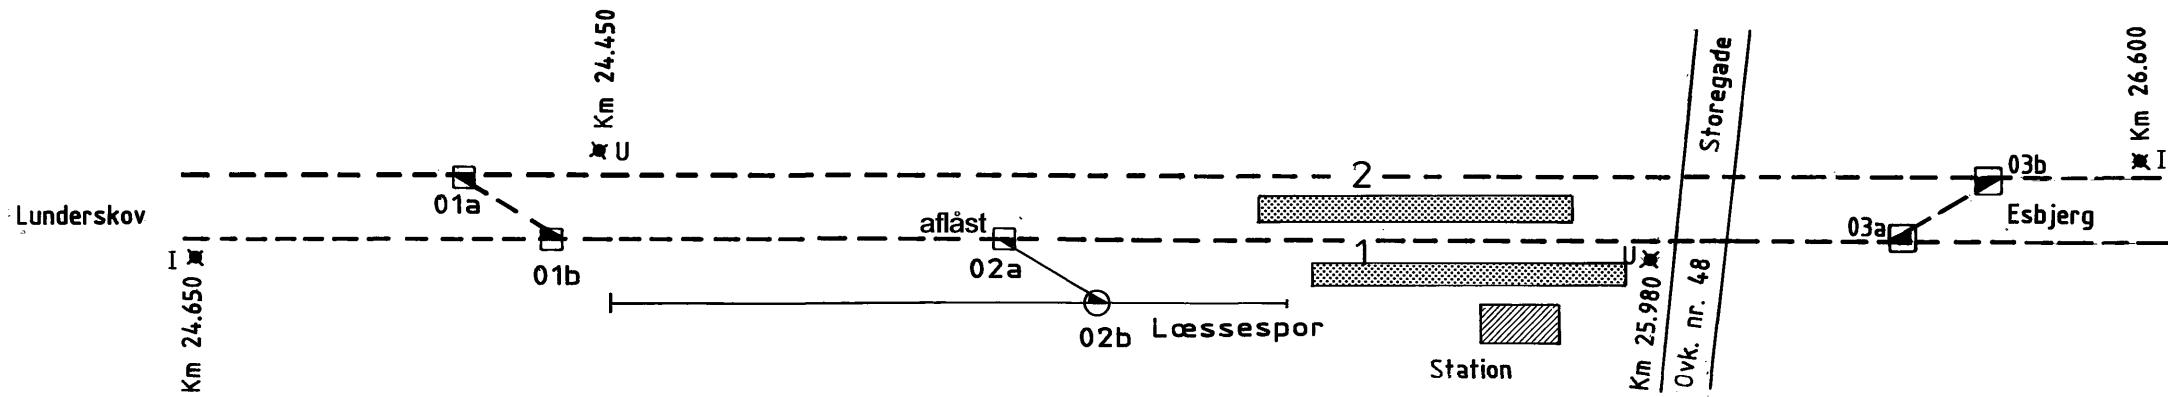 Km 24.450
Storegade
Km 26.600
U
I
2
01a
03b
Lunderskov
aflåst
03a
Esbjerg
I
01b
02a
1
U
Km 24.650
02b
Læssespor
Km 25.980
Ovk. nr. 48
Station